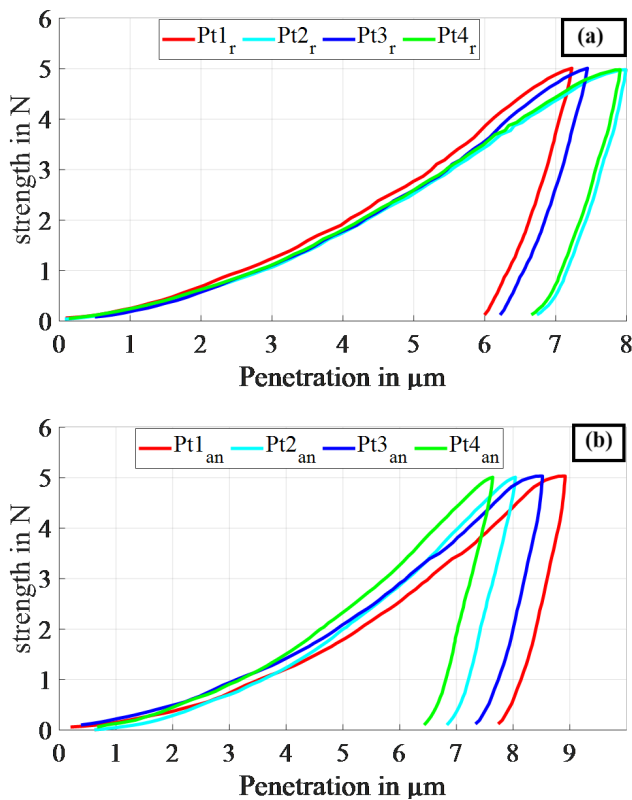 (a)
Pt1r Pt2r Pt3r Pt4r
6
5
4
3
2
1
0
strength in N
0 1 2 3 4 5 6 7 8
Penetration in µm
(b)
Pt1an Pt2an Pt3an Pt4an
6
5
4
3
2
1
0
strength in N
0 1 2 3 4 5 6 7 8 9
Penetration in µm